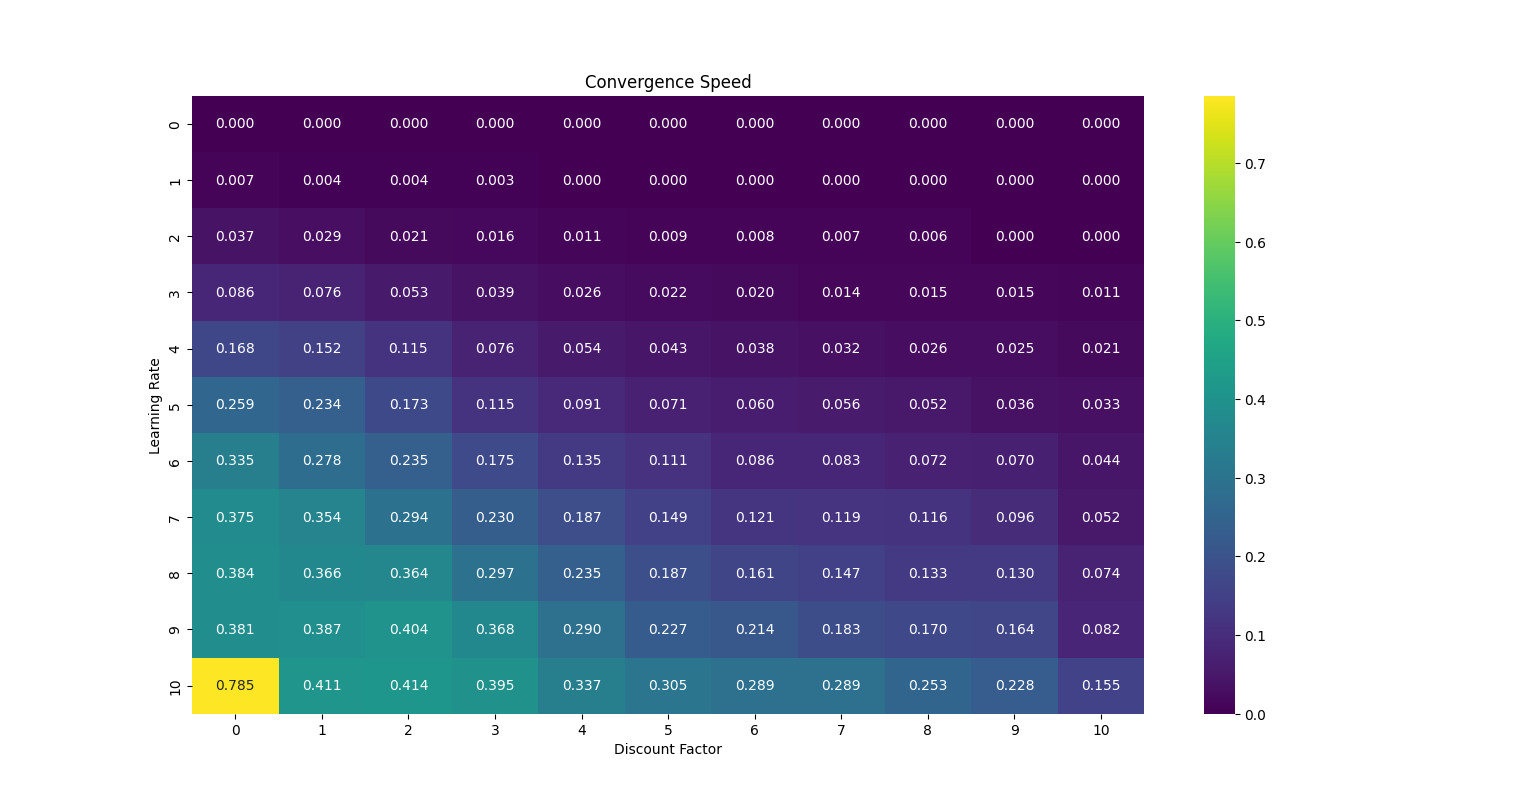 Convergence Speed
0 0.000 0.000 0.000 0.000 0.000 0.000 0.000 0.000 0.000 0.000 0.000
1 0.007 0.004 0.004 0.003 0.000 0.000 0.000 0.000 0.000 0.000 0.000
2 0.037 0.029 0.021 0.016 0.011 0.009 0.008 0.007 0.006 0.000 0.000
3 0.086 0.076 0.053 0.039 0.026 0.022 0.020 0.014 0.015 0.015 0.011
4 0.168 0.152 0.115 0.076 0.054 0.043 0.038 0.032 0.026 0.025 0.021
5 0.259 0.234 0.173 0.115 0.091 0.071 0.060 0.056 0.052 0.036 0.033
6 0.335 0.278 0.235 0.175 0.135 0.111 0.086 0.083 0.072 0.070 0.044
7 0.375 0.354 0.294 0.230 0.187 0.149 0.121 0.119 0.116 0.096 0.052
8 0.384 0.366 0.364 0.297 0.235 0.187 0.161 0.147 0.133 0.130 0.074
9 0.381 0.387 0.404 0.368 0.290 0.227 0.214 0.183 0.170 0.164 0.082
10 0.785 0.411 0.414 0.395 0.337 0.305 0.289 0.289 0.253 0.228 0.155
0 1 2 3 4 5 6 7 8 9 10
Discount Factor
Learning Rate
0.7
0.6
0.5
0.4
0.3
0.2
0.1
0.0